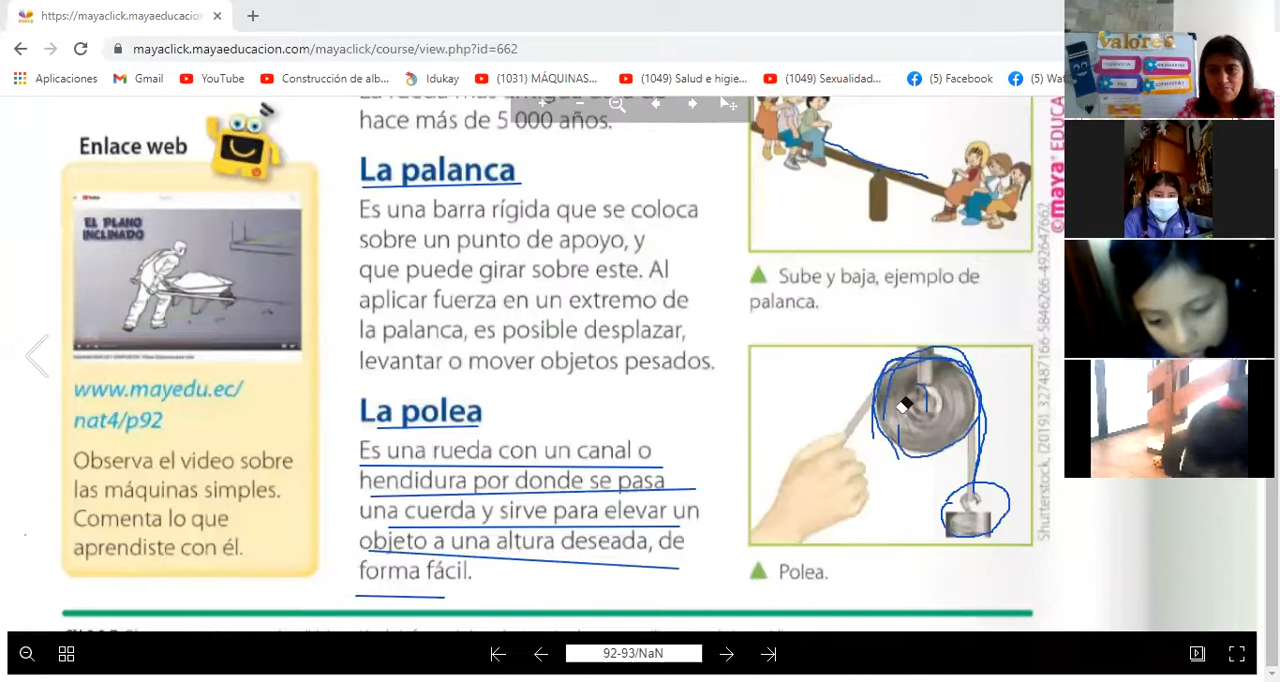 https://mayaclick.mayaeducacion
mayaclick.mayaeducacion.com/mayaclick/course/view.php?id=662
Aplicaciones
Gmail
YouTube
Construcción de alb...
Edukay
(1031) MÁQUINAS...
(1049) Salud e higie...
(1049) Sexualidad...
(5) Facebook
(5) Wat
valores
hace más de 5 000 años.
Enlace web
EL PLANO
INCLINADO
www.mayedu.ec/
nat4/p92
Observa el video sobre
las máquinas simples.
Comenta lo que
aprendiste con él.
La palanca
Es una barra rígida que se coloca
sobre un punto de apoyo, y
que puede girar sobre este. Al
aplicar fuerza en un extremo de
la palanca, es posible desplazar,
levantar o mover objetos pesados.
La polea
Es una rueda con un canal o
hendidura por donde se pasa
una cuerda y sirve para elevar un
objeto a una altura deseada, de
forma fácil.
Sube y baja, ejemplo de
palanca.
Polea.
©maya EDUCA
Shutterstock, (2019), 327487166-5846266-492647662
92-93/NaN